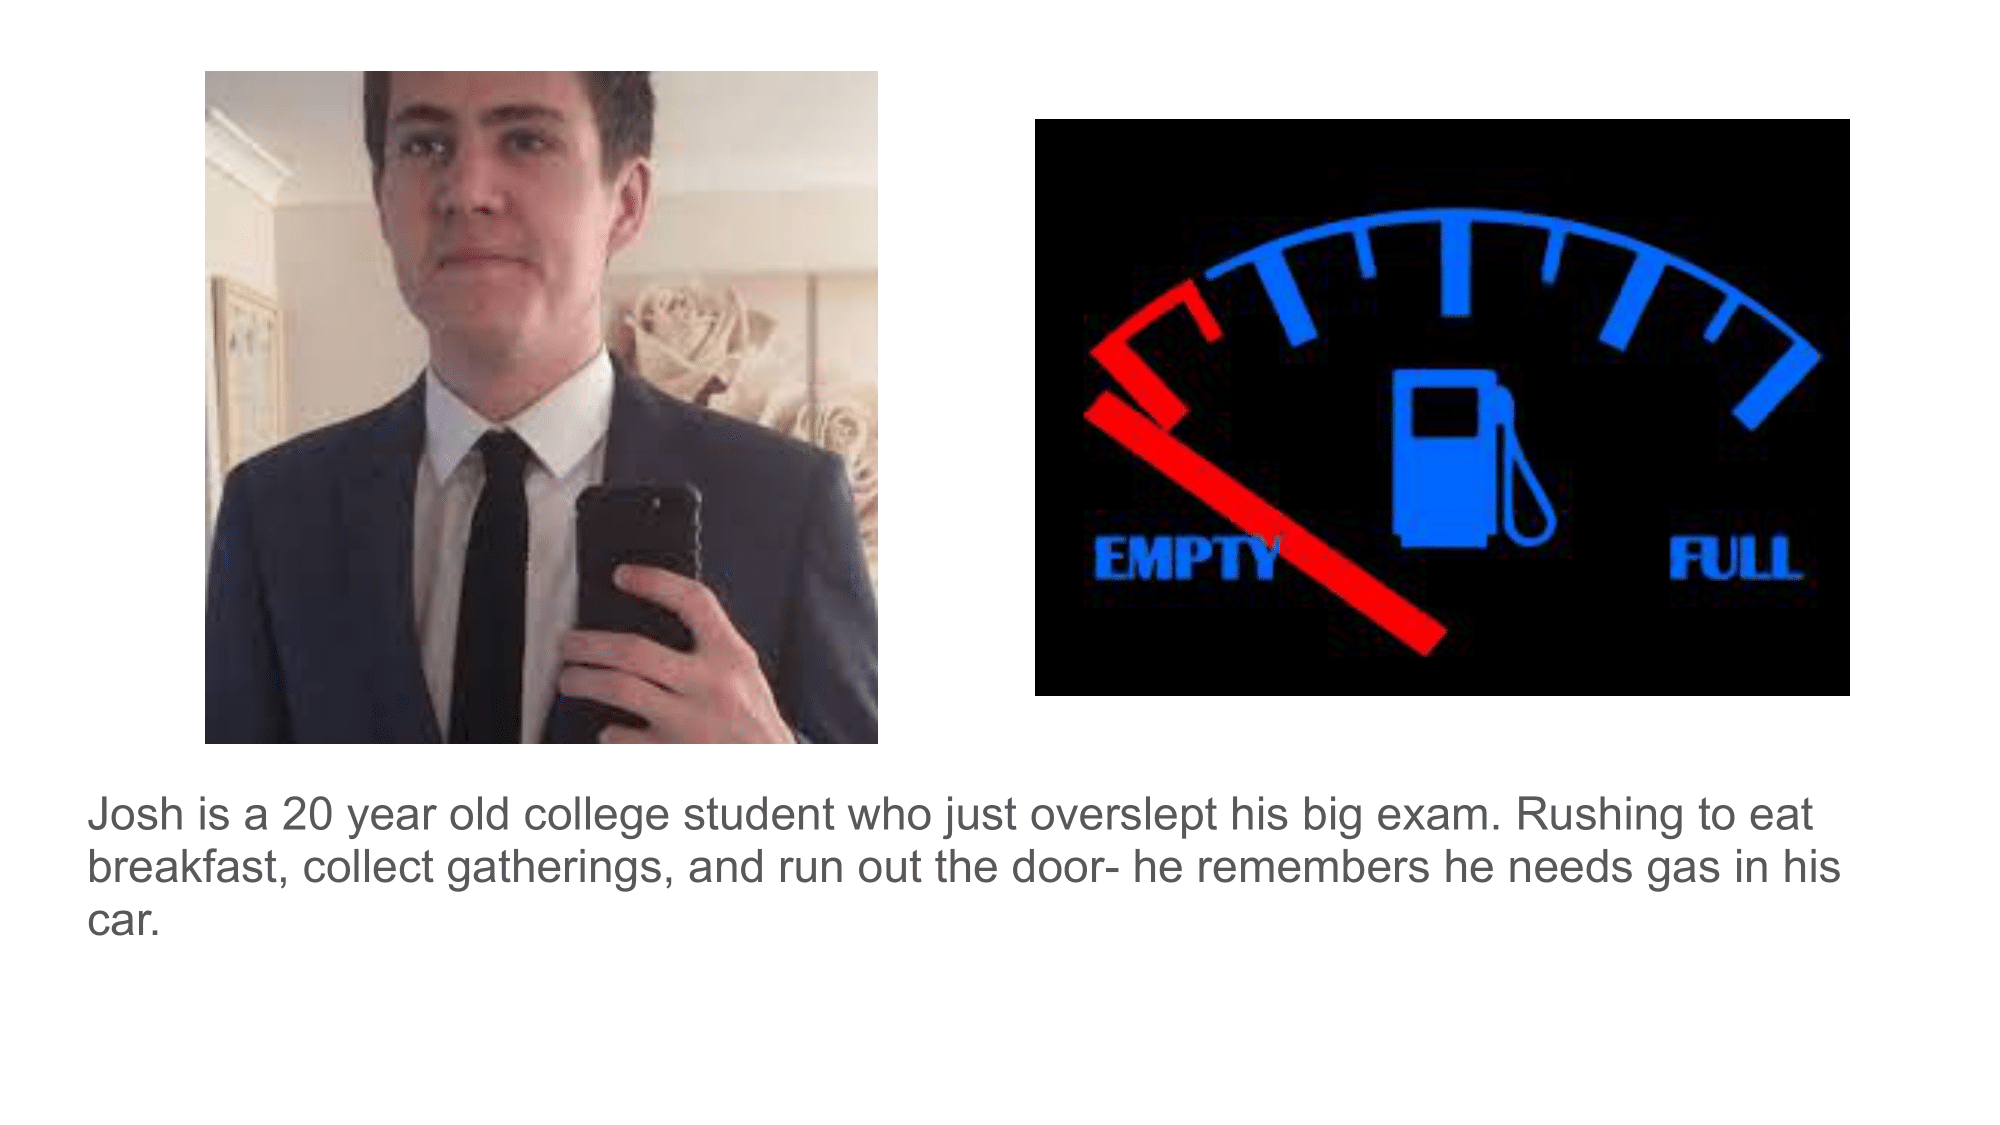 EMPTY
FULL
Josh is a 20 year old college student who just overslept his big exam. Rushing to eat
breakfast, collect gatherings, and run out the door- he remembers he needs gas in his
car.